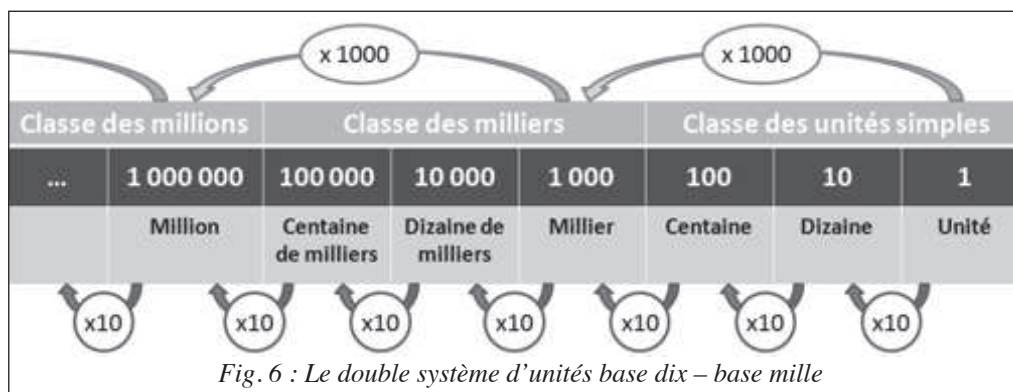 x 1000 x 1000
Classe des millions Classe des milliers Classe des unités simples
... 1 000 000 100 000 10 000 1 000 100 10 1
Million Centaine de milliers Dizaine de milliers Millier Centaine Dizaine Unité
x10 x10 x10 x10 x10 x10 x10
Fig. 6 : Le double système d'unités base dix – base mille